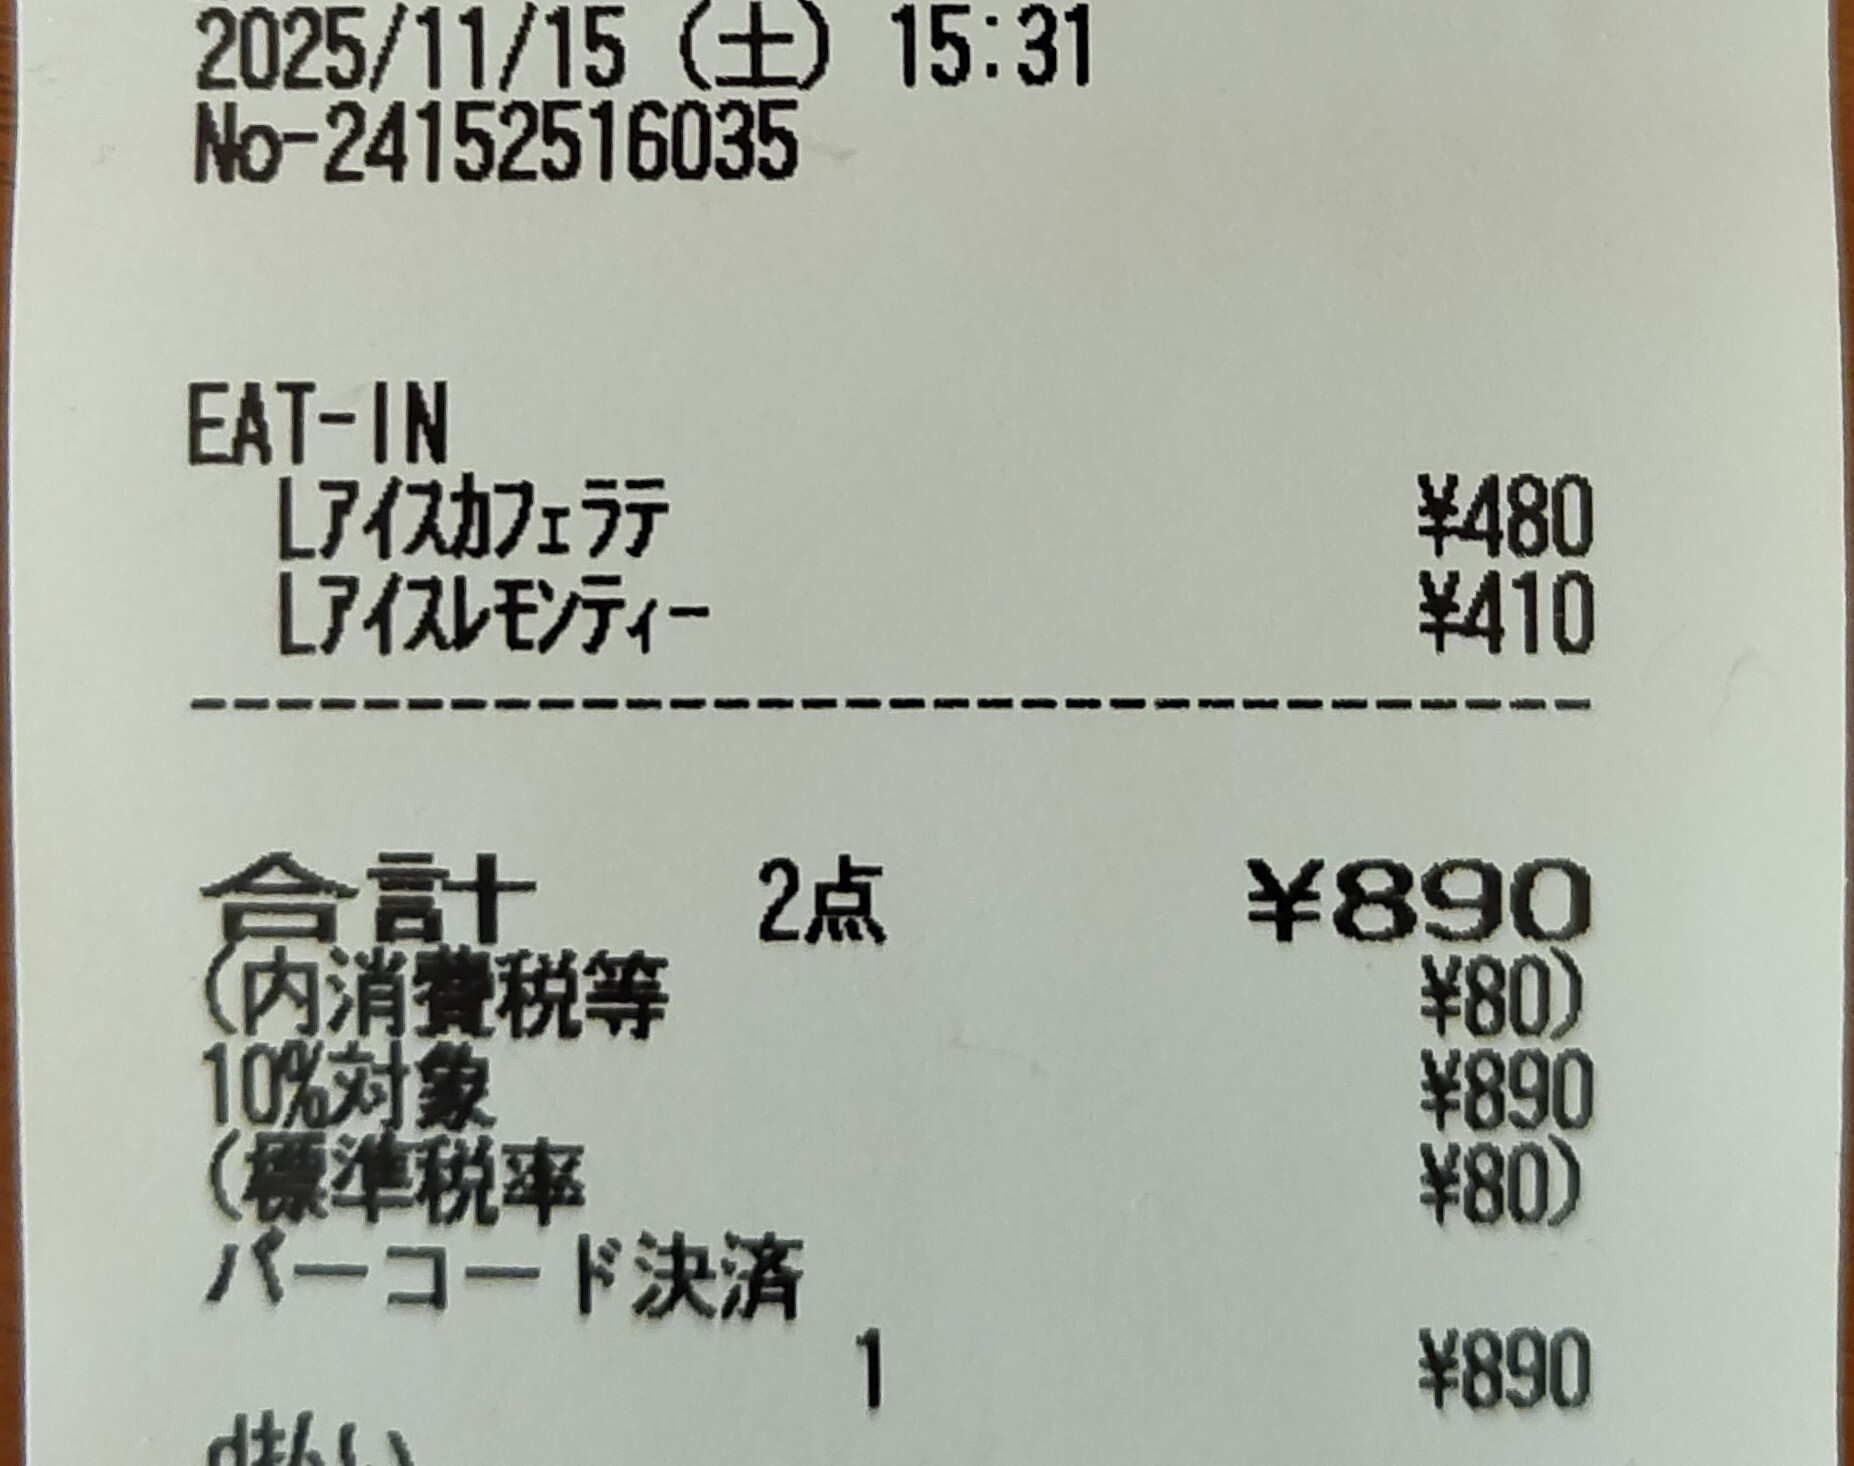 2025/11/15 (土) 15:31
No-24152516035
EAT-IN
Lアイスカフェラテ ¥480
Lアイスレモンティー ¥410
--------------------------------
合計 2点 ¥890
(内消費税等 ¥80)
10%対象 ¥890
(標準税率 ¥80)
バーコード決済
1 ¥890
d払い